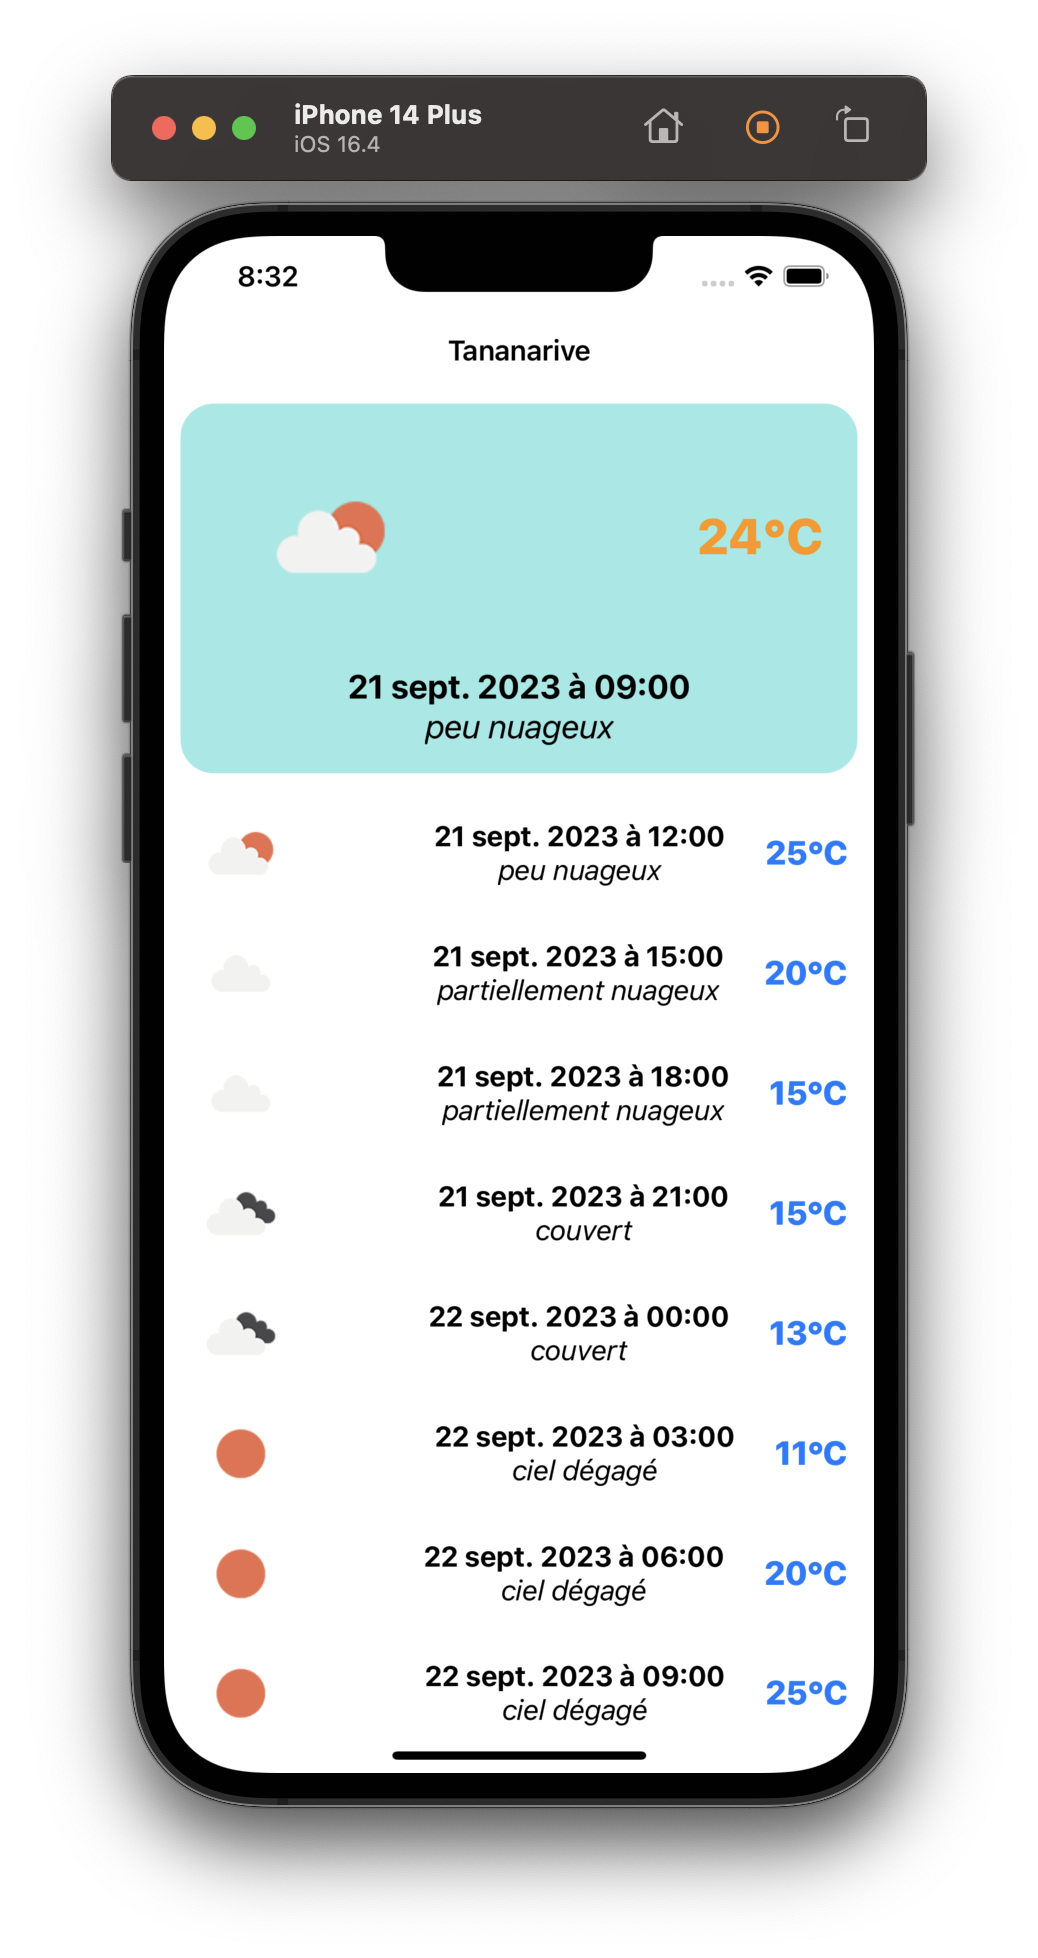 iPhone 14 Plus
iOS 16.4
8:32
Tananarive
24°C
21 sept. 2023 à 09:00
peu nuageux
21 sept. 2023 à 12:00
peu nuageux
25°C
21 sept. 2023 à 15:00
partiellement nuageux
20°C
21 sept. 2023 à 18:00
partiellement nuageux
15°C
21 sept. 2023 à 21:00
couvert
15°C
22 sept. 2023 à 00:00
couvert
13°C
22 sept. 2023 à 03:00
ciel dégagé
11°C
22 sept. 2023 à 06:00
ciel dégagé
20°C
22 sept. 2023 à 09:00
ciel dégagé
25°C